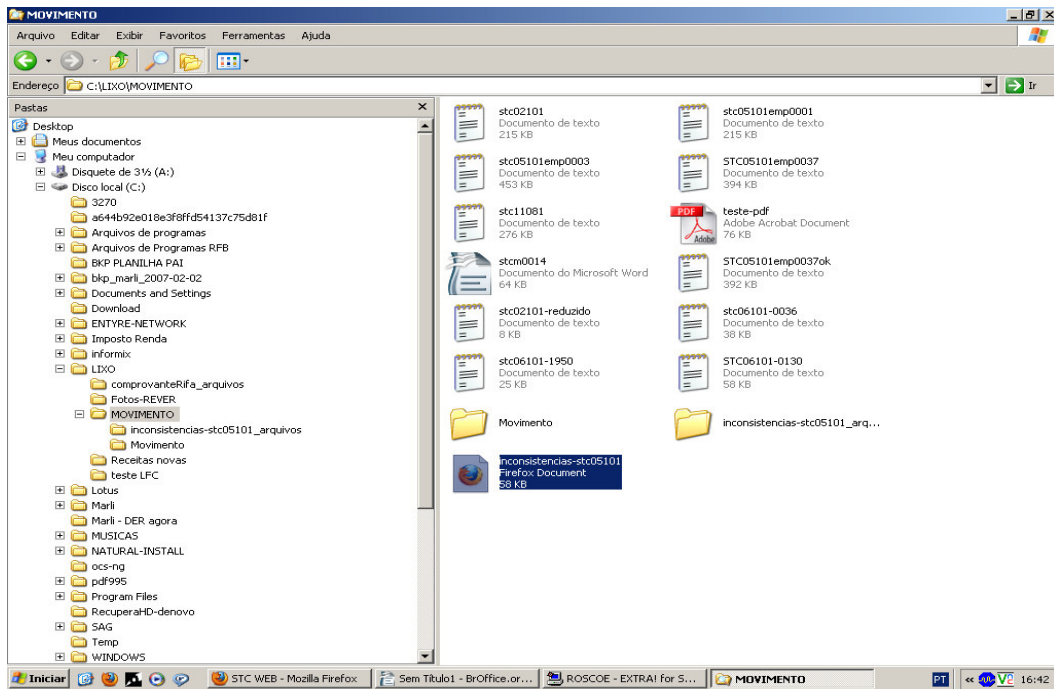 MOVIMENTO
Arquivo Editar Exibir Favoritos Ferramentas Ajuda
Endereço C:\LIXO\MOVIMENTO Ir
Pastas
Desktop
Meus documentos
Meu computador
Disquete de 3½ (A:)
Disco local (C:)
3270
a644b92e018e3f8ffd54137c75d81f
Arquivos de programas
Arquivos de Programas RFB
BKP PLANILHA PAI
bkp_marli_2007-02-02
Documents and Settings
Download
ENTYRE-NETWORK
Imposto Renda
informix
LIXO
comprovanteRifa_arquivos
Fotos-REVER
MOVIMENTO
inconsistencias-stc05101_arquivos
Movimento
Receitas novas
teste LFC
Lotus
Marli
Marli - DER agora
MUSICAS
NATURAL-INSTALL
ocs-ng
pdf995
Program Files
RecuperaHD-denovo
SAG
Temp
WINDOWS
stc02101
Documento de texto
215 KB
stc05101emp0001
Documento de texto
215 KB
stc05101emp0003
Documento de texto
453 KB
STC05101emp0037
Documento de texto
394 KB
stc11081
Documento de texto
276 KB
PDF
Adobe
teste-pdf
Adobe Acrobat Document
76 KB
stcm0014
Documento do Microsoft Word
64 KB
STC05101emp0037ok
Documento de texto
392 KB
stc02101-reduzido
Documento de texto
8 KB
stc06101-0036
Documento de texto
38 KB
stc06101-1950
Documento de texto
25 KB
STC06101-0130
Documento de texto
58 KB
Movimento
inconsistencias-stc05101_arq...
inconsistencias-stc05101
Firefox Document
58 KB
Iniciar STC WEB - Mozilla Firefox Sem Título1 - BrOffice.or... ROSCOE - EXTRA! for S... MOVIMENTO PT « V2 16:42